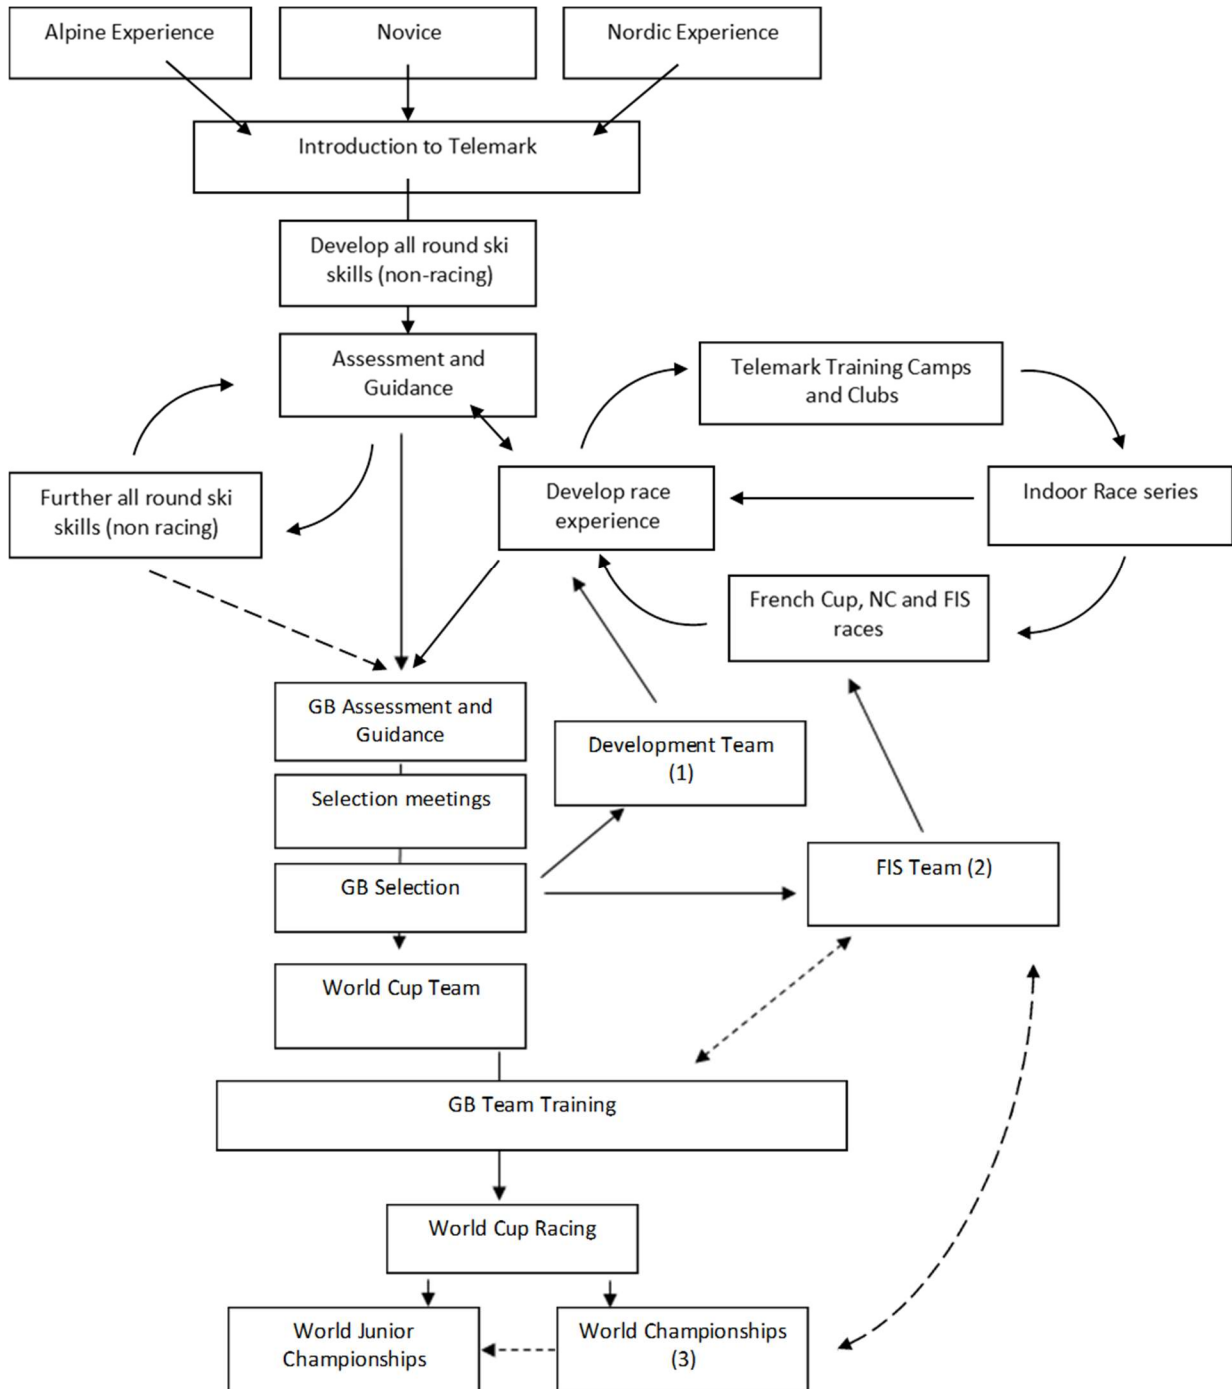 Alpine Experience
Novice
Nordic Experience
Introduction to Telemark
Develop all round ski
skills (non-racing)
Assessment and
Guidance
Telemark Training Camps
and Clubs
Further all round ski
skills (non racing)
Develop race
experience
Indoor Race series
French Cup, NC and FIS
races
GB Assessment and
Guidance
Development Team
(1)
Selection meetings
FIS Team (2)
GB Selection
World Cup Team
GB Team Training
World Cup Racing
World Junior
Championships
World Championships
(3)